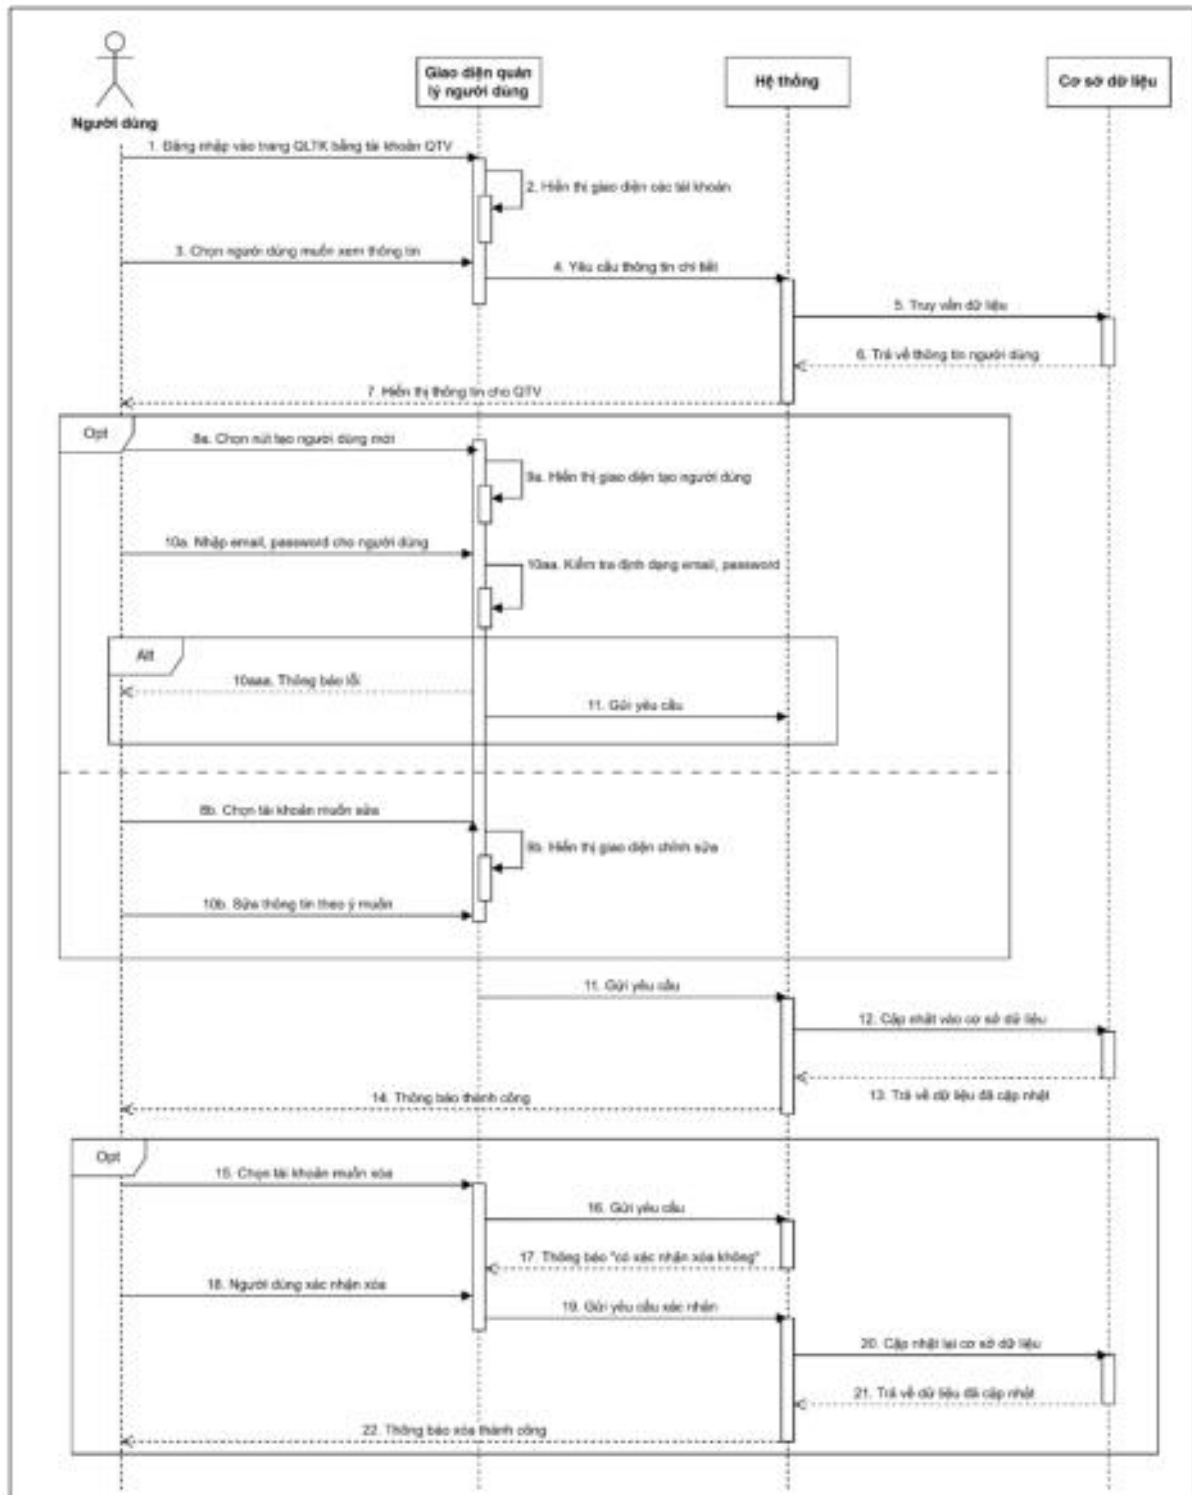 Người dùng
Giao diện quản
lý người dùng
Hệ thống
Cơ sở dữ liệu
1. Đăng nhập vào trang QLTK bằng tài khoản QTV
2. Hiển thị giao diện các tài khoản
3. Chọn người dùng muốn xem thông tin
4. Yêu cầu thông tin chi tiết
5. Truy vấn dữ liệu
6. Trả về thông tin người dùng
7. Hiển thị thông tin cho QTV
Opt
8a. Chọn nút tạo người dùng mới
9a. Hiển thị giao diện tạo người dùng
10a. Nhập email, password cho người dùng
10aa. Kiểm tra định dạng email, password
Alt
10aaa. Thông báo lỗi
11. Gửi yêu cầu
8b. Chọn tài khoản muốn sửa
9b. Hiển thị giao diện chỉnh sửa
10b. Sửa thông tin theo ý muốn
11. Gửi yêu cầu
12. Cập nhật vào cơ sở dữ liệu
13. Trả về dữ liệu đã cập nhật
14. Thông báo thành công
Opt
15. Chọn tài khoản muốn xóa
16. Gửi yêu cầu
17. Thông báo "có xác nhận xóa không"
18. Người dùng xác nhận xóa
19. Gửi yêu cầu xác nhận
20. Cập nhật lại cơ sở dữ liệu
21. Trả về dữ liệu đã cập nhật
22. Thông báo xóa thành công